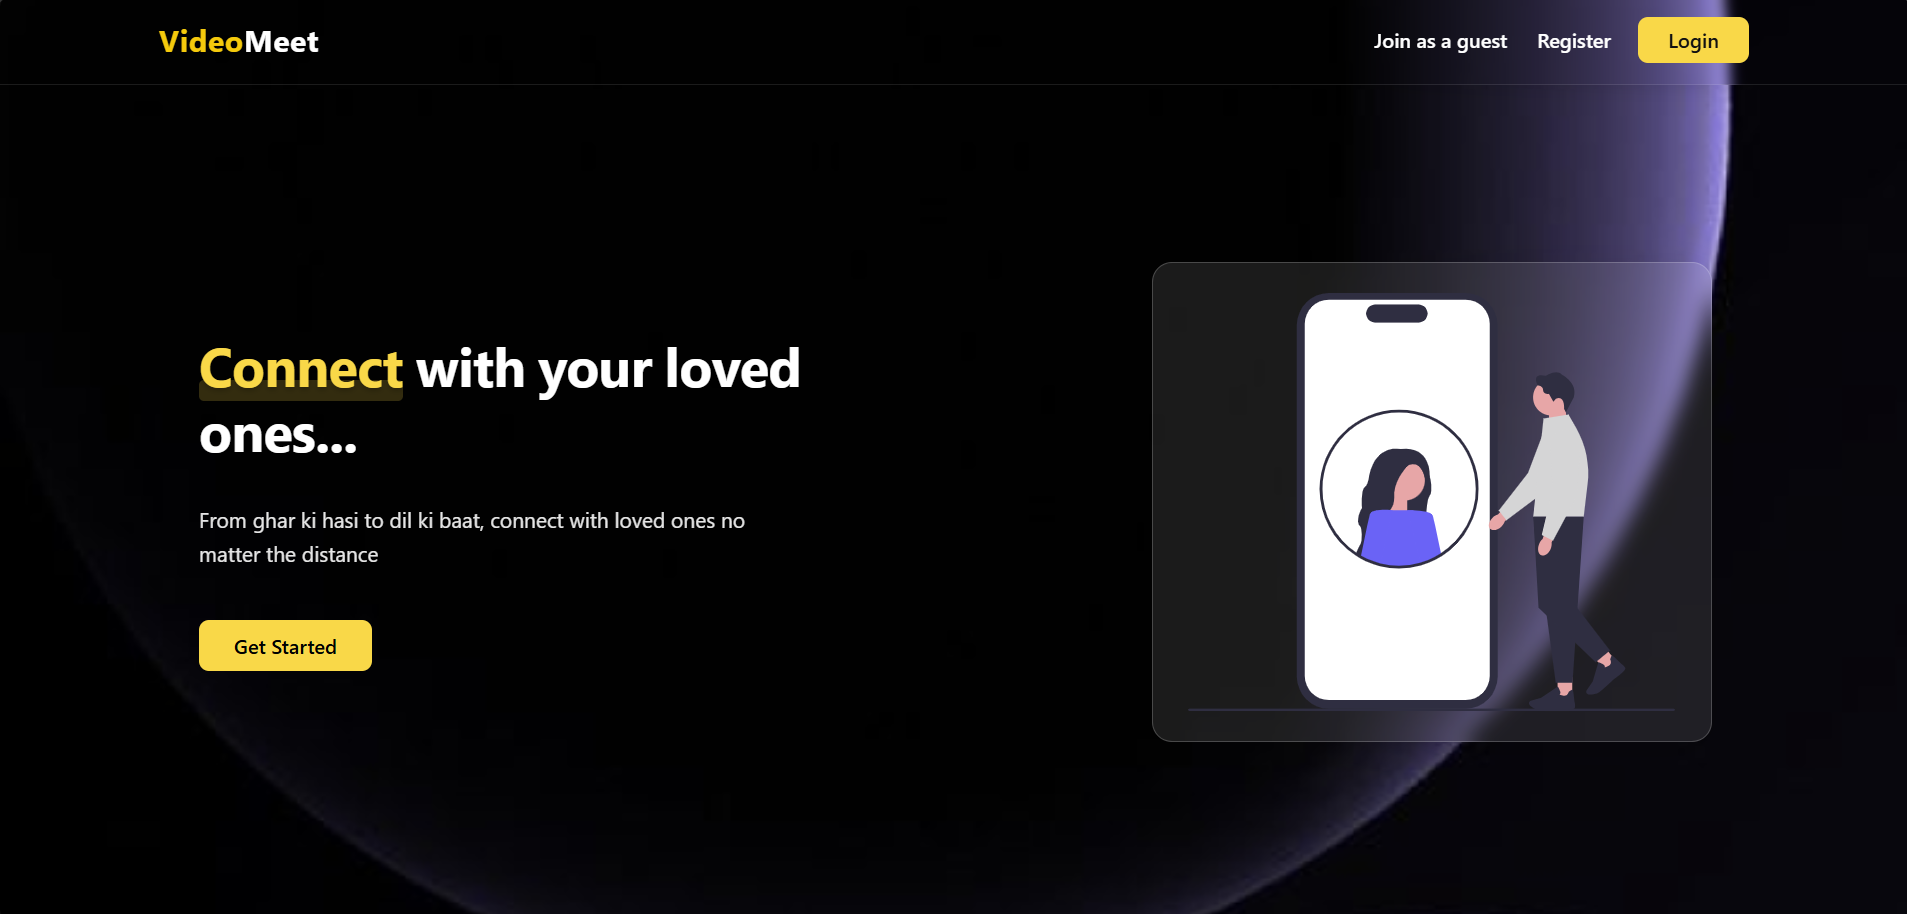 VideoMeet
Join as a guest
Register
Login
Connect with your loved
ones...
From ghar ki hasi to dil ki baat, connect with loved ones no
matter the distance
Get Started